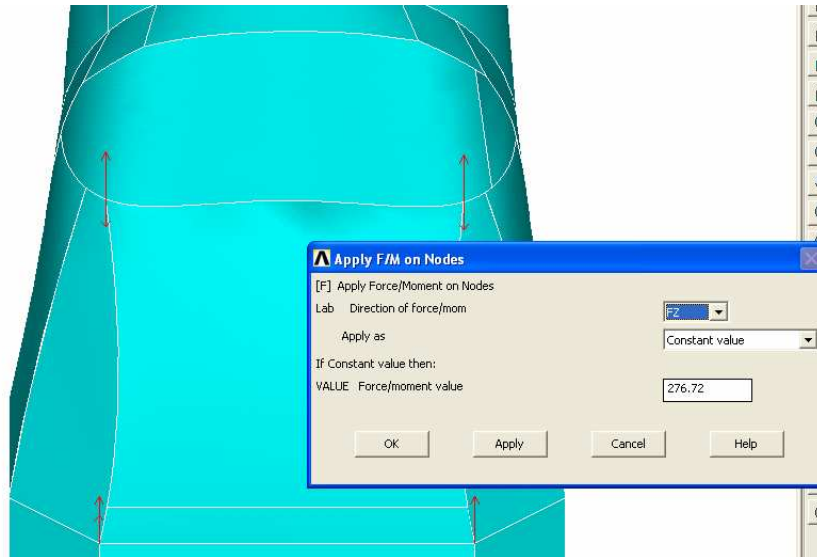 Apply F/M on Nodes
[F] Apply Force/Moment on Nodes
Lab Direction of force/mom FZ
Apply as Constant value
If Constant value then:
VALUE Force/moment value 276.72
OK Apply Cancel Help